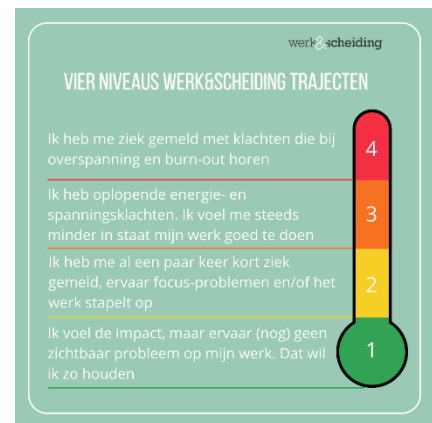 werk&scheiding
VIER NIVEAUS WERK&SCHEIDING TRAJECTEN
Ik heb me ziek gemeld met klachten die bij
overspanning en burn-out horen
4
Ik heb oplopende energie- en
spanningsklachten. Ik voel me steeds
minder in staat mijn werk goed te doen
3
Ik heb me al een paar keer kort ziek
gemeld, ervaar focus-problemen en/of het
werk stapelt op
2
Ik voel de impact, maar ervaar (nog) geen
zichtbaar probleem op mijn werk. Dat wil
ik zo houden
1